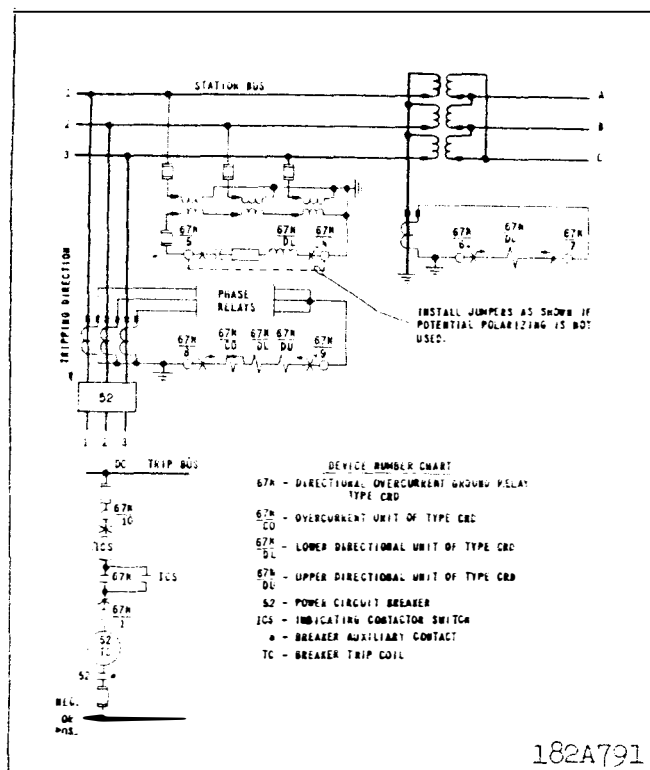 STATION BUS
1
2
3
A
B
C
67N
5
67N
DL
67N
4
67N
6
67N
DL
67N
7
TRIPPING DIRECTION
PHASE
RELAYS
INSTALL JUMPERS AS SHOWN IF
POTENTIAL POLARIZING IS NOT
USED.
67N
8
67N
CO
67N
DL
67N
DU
67N
9
52
1 2 3
DC TRIP BUS
67N
10
ICS
67N
ICS
67N
1
52
TC
52 a
NEG.
OR
POS.
DEVICE NUMBER CHART
67N - DIRECTIONAL OVERCURRENT GROUND RELAY
TYPE CRD
67N
CO - OVERCURRENT UNIT OF TYPE CRD
67N
DL - LOWER DIRECTIONAL UNIT OF TYPE CRD
67N
DU - UPPER DIRECTIONAL UNIT OF TYPE CRD
52 - POWER CIRCUIT BREAKER
ICS - INDICATING CONTACTOR SWITCH
a - BREAKER AUXILIARY CONTACT
TC - BREAKER TRIP COIL
182A791